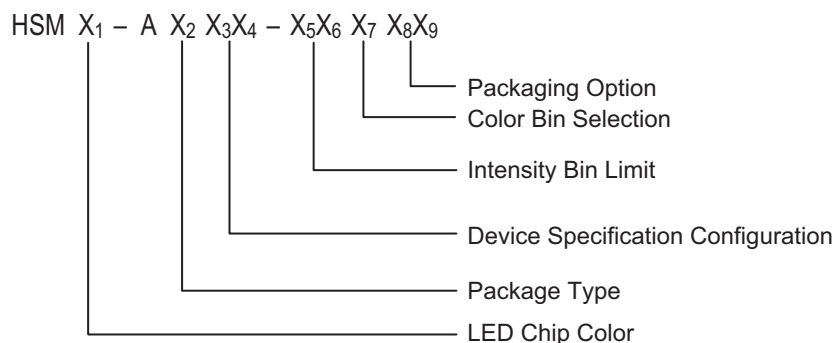 HSM X1 – A X2 X3X4 – X5X6 X7 X8X9
Packaging Option
Color Bin Selection
Intensity Bin Limit
Device Specification Configuration
Package Type
LED Chip Color